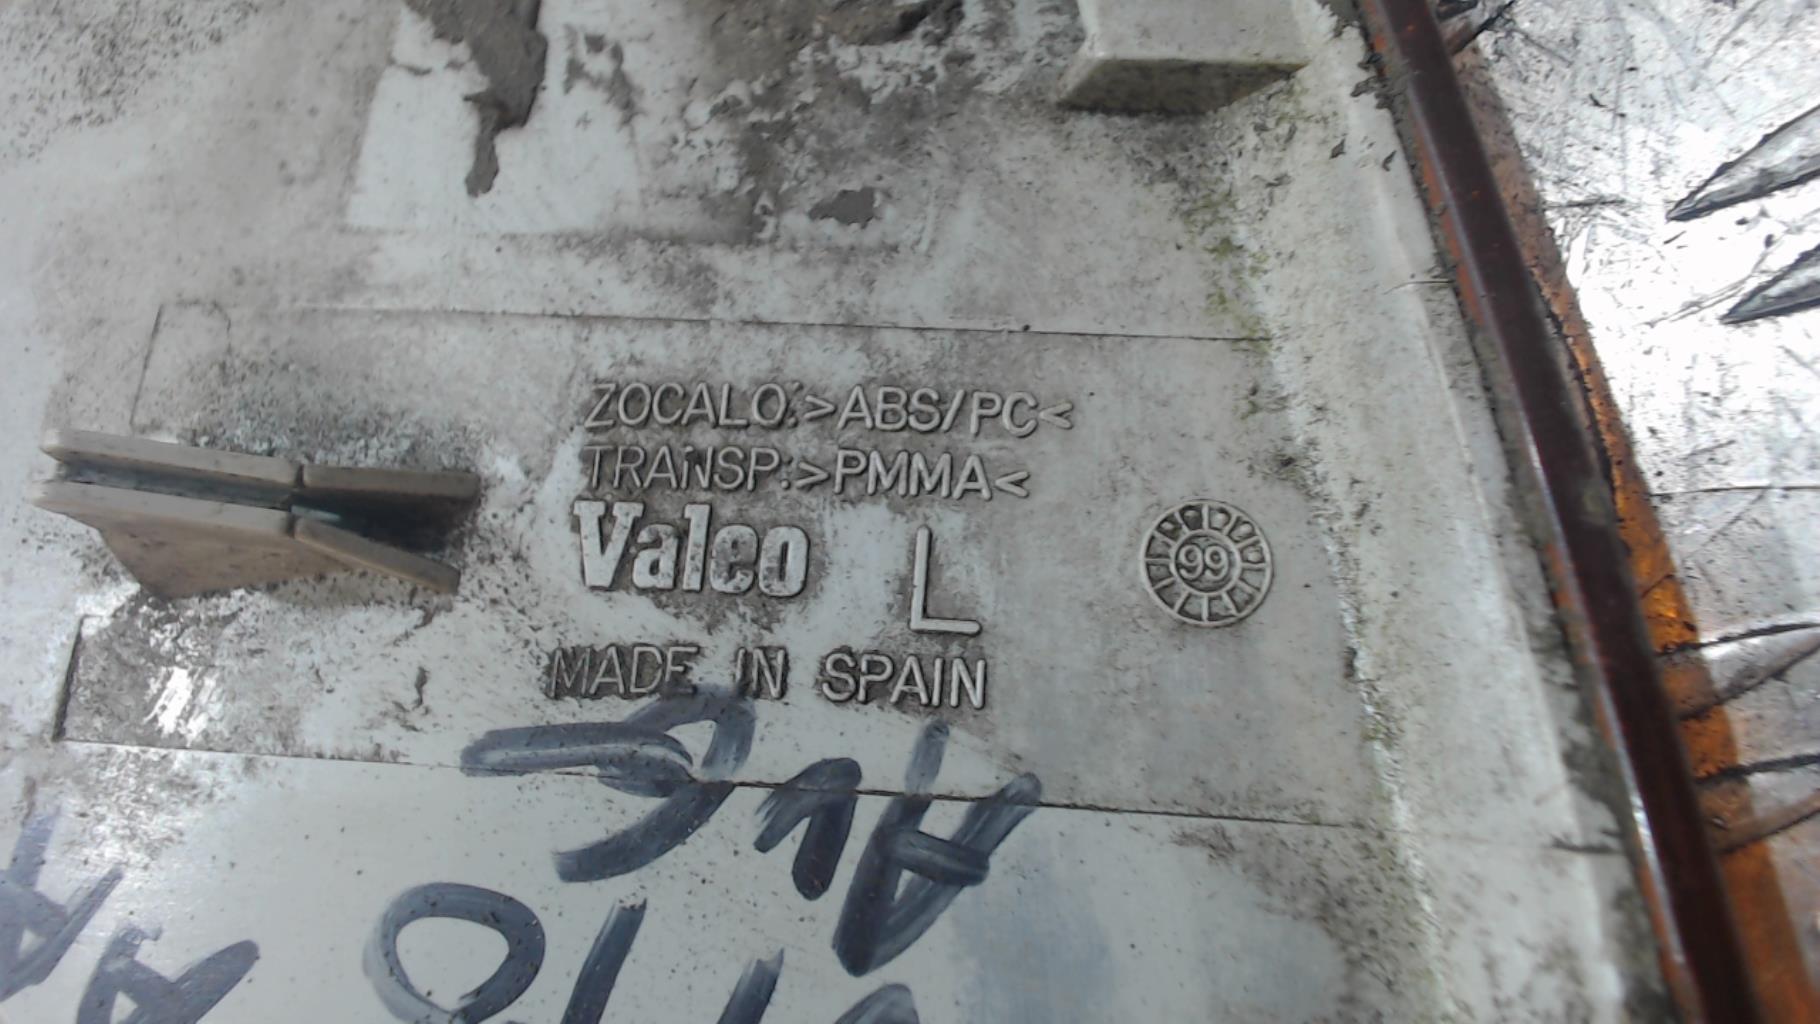 ZOCALO:>ABS/PC<
TRANSP:>PMMA<
Valeo L
99
MADE IN SPAIN